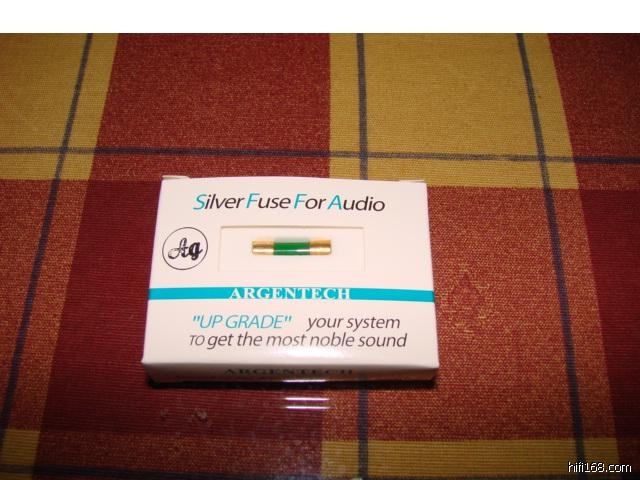 Silver Fuse For Audio
Ag
ARGENTECH
"UP GRADE" your system
TO get the most noble sound
ARGENTECH
hifi168.com